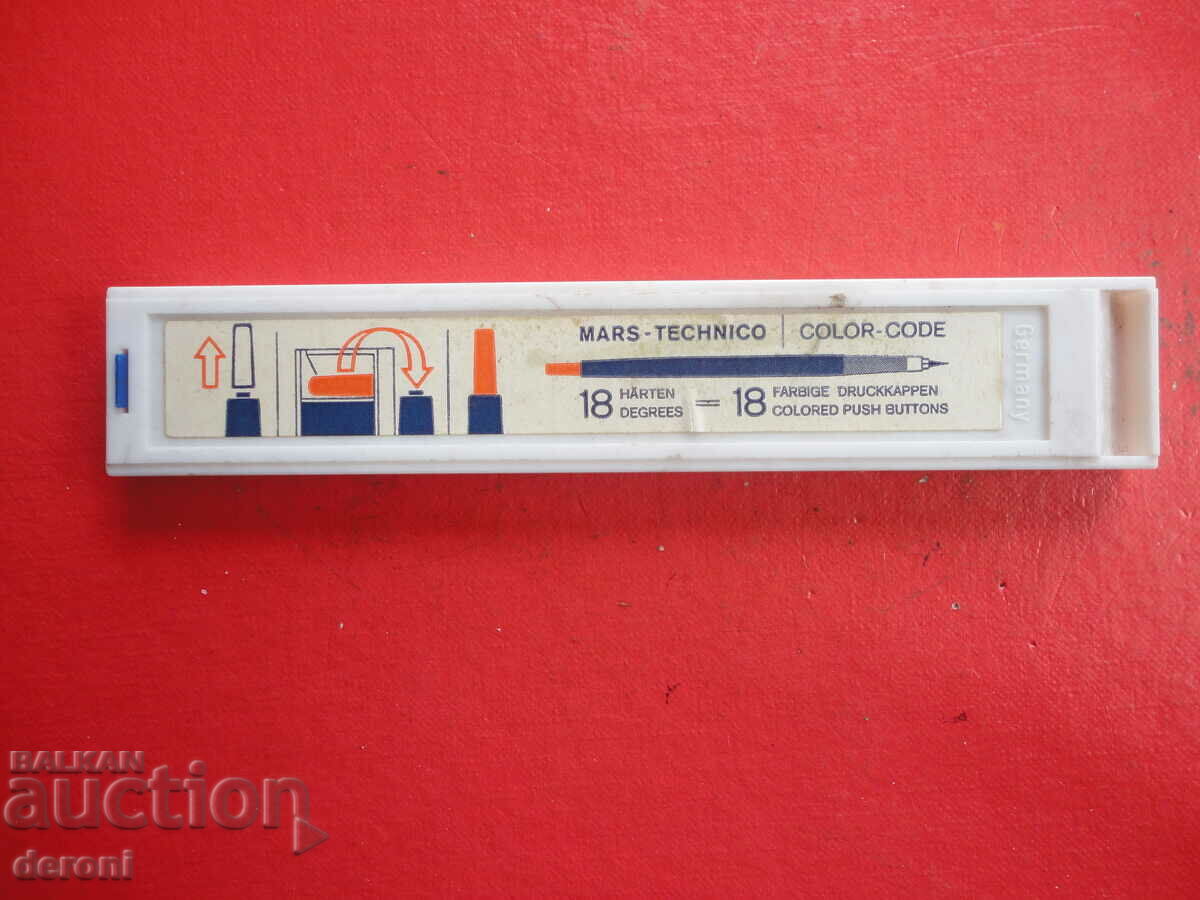 MARS-TECHNICO | COLOR-CODE
18 HÄRTEN DEGREES = 18 FARBIGE DRUCKKAPPEN COLORED PUSH BUTTONS
Germany
BALKAN
auction
deroni